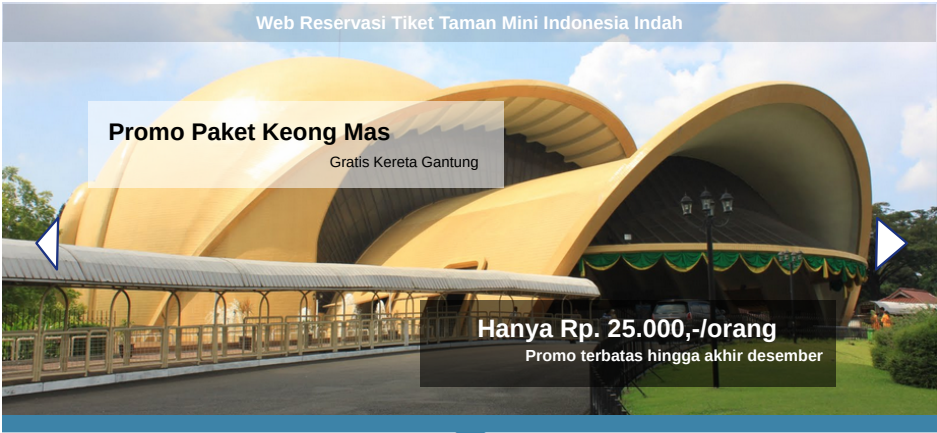 Web Reservasi Tiket Taman Mini Indonesia Indah
Promo Paket Keong Mas
Gratis Kereta Gantung
Hanya Rp. 25.000,-/orang
Promo terbatas hingga akhir desember